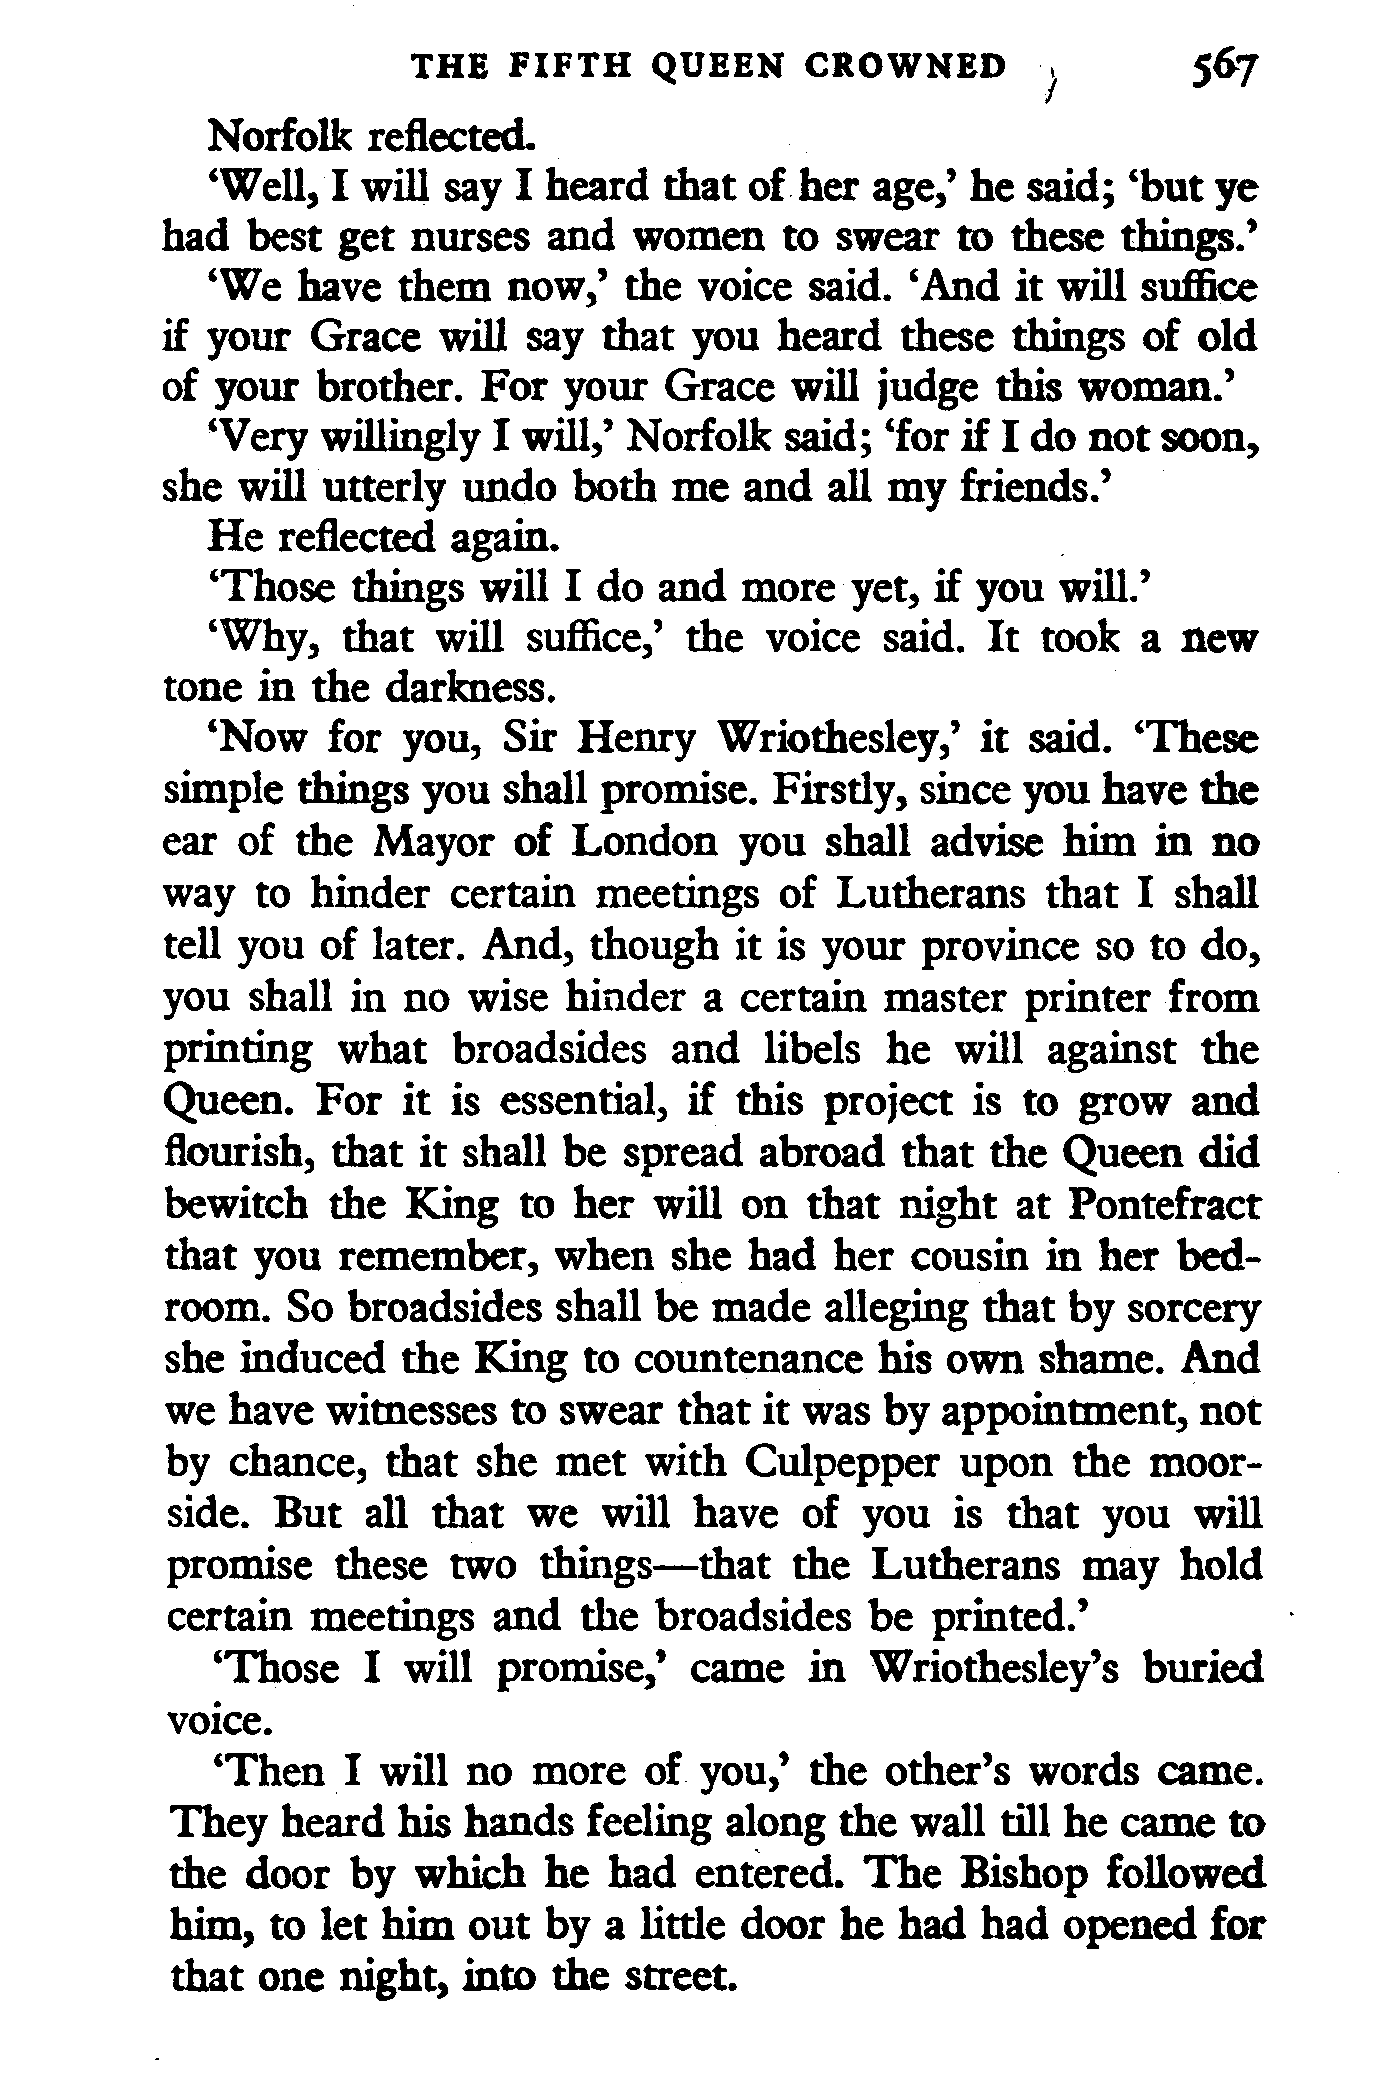 THE FIFTH QUEEN CROWNED 567
Norfolk reflected.
‘Well, I will say I heard that of her age,’ he said; ‘but ye
had best get nurses and women to swear to these things.’
‘We have them now,’ the voice said. ‘And it will suffice
if your Grace will say that you heard these things of old
of your brother. For your Grace will judge this woman.’
‘Very willingly I will,’ Norfolk said; ‘for if I do not soon,
she will utterly undo both me and all my friends.’
He reflected again.
‘Those things will I do and more yet, if you will.’
‘Why, that will suffice,’ the voice said. It took a new
tone in the darkness.
‘Now for you, Sir Henry Wriothesley,’ it said. ‘These
simple things you shall promise. Firstly, since you have the
ear of the Mayor of London you shall advise him in no
way to hinder certain meetings of Lutherans that I shall
tell you of later. And, though it is your province so to do,
you shall in no wise hinder a certain master printer from
printing what broadsides and libels he will against the
Queen. For it is essential, if this project is to grow and
flourish, that it shall be spread abroad that the Queen did
bewitch the King to her will on that night at Pontefract
that you remember, when she had her cousin in her bed-
room. So broadsides shall be made alleging that by sorcery
she induced the King to countenance his own shame. And
we have witnesses to swear that it was by appointment, not
by chance, that she met with Culpepper upon the moor-
side. But all that we will have of you is that you will
promise these two things—that the Lutherans may hold
certain meetings and the broadsides be printed.’
‘Those I will promise,’ came in Wriothesley’s buried
voice.
‘Then I will no more of you,’ the other’s words came.
They heard his hands feeling along the wall till he came to
the door by which he had entered. The Bishop followed
him, to let him out by a little door he had had opened for
that one night, into the street.